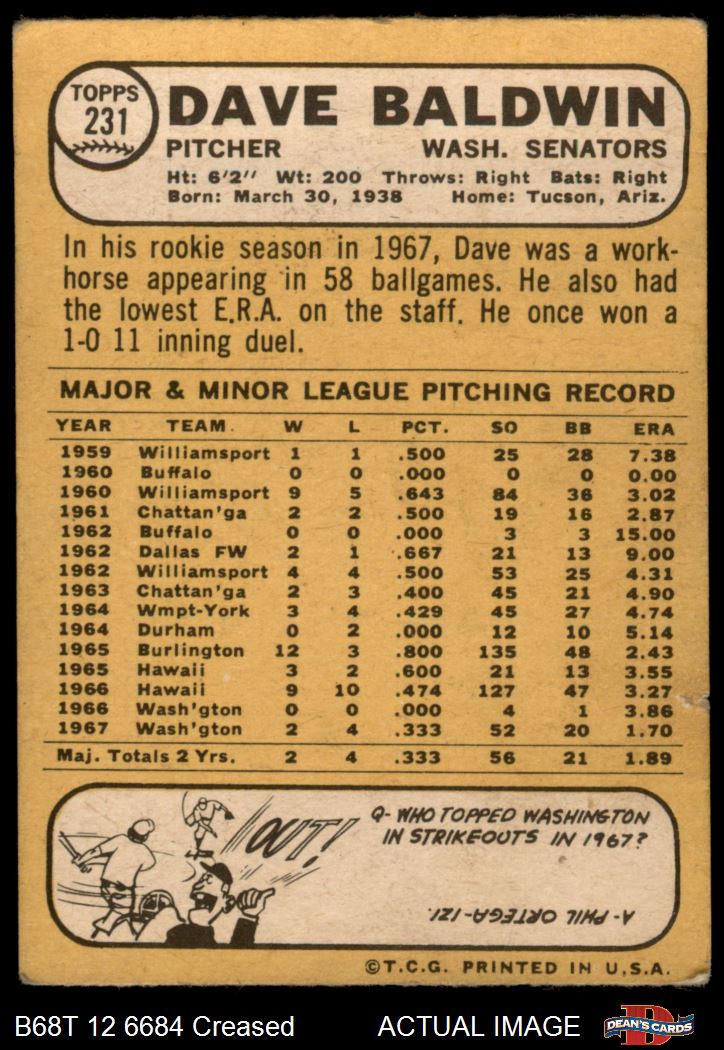 TOPPS
231
DAVE BALDWIN
PITCHER WASH. SENATORS
Ht: 6'2" Wt: 200 Throws: Right Bats: Right
Born: March 30, 1938 Home: Tucson, Ariz.
In his rookie season in 1967, Dave was a work-
horse appearing in 58 ballgames. He also had
the lowest E.R.A. on the staff. He once won a
1-0 11 inning duel.
MAJOR & MINOR LEAGUE PITCHING RECORD
YEAR TEAM. W L PCT. SO BB ERA
1959 Williamsport 1 1 .500 25 28 7.38
1960 Buffalo 0 0 .000 0 0 0.00
1960 Williamsport 9 5 .643 84 36 3.02
1961 Chattan'ga 2 2 .500 19 16 2.87
1962 Buffalo 0 0 .000 3 3 15.00
1962 Dallas FW 2 1 .667 21 13 9.00
1962 Williamsport 4 4 .500 53 25 4.31
1963 Chattan'ga 2 3 .400 45 21 4.90
1964 Wmpt-York 3 4 .429 45 27 4.74
1964 Durham 0 2 .000 12 10 5.14
1965 Burlington 12 3 .800 135 48 2.43
1965 Hawaii 3 2 .600 21 13 3.55
1966 Hawaii 9 10 .474 127 47 3.27
1966 Wash'gton 0 0 .000 4 1 3.86
1967 Wash'gton 2 4 .333 52 20 1.70
Maj. Totals 2 Yrs. 2 4 .333 56 21 1.89
OUT!
Q- WHO TOPPED WASHINGTON
IN STRIKEOUTS IN 1967?
A- PHIL ORTEGA-121.
©T.C.G. PRINTED IN U.S.A.
B68T 12 6684 Creased ACTUAL IMAGE
D
DEAN'S CARDS